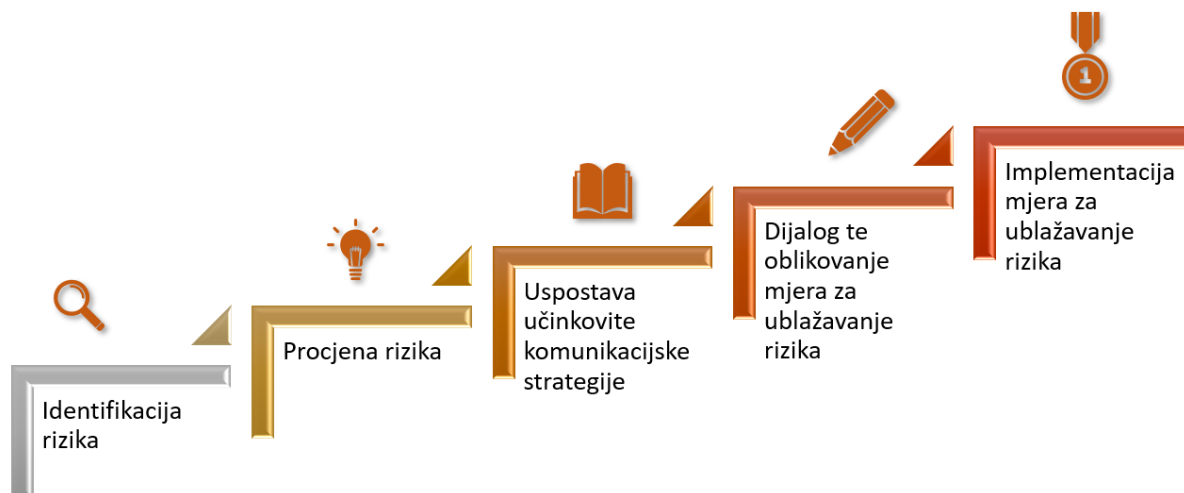 Identifikacija
rizika
Procjena rizika
Uspostava
učinkovite
komunikacijske
strategije
Dijalog te
oblikovanje
mjera za
ublažavanje
rizika
1
Implementacija
mjera za
ublažavanje
rizika